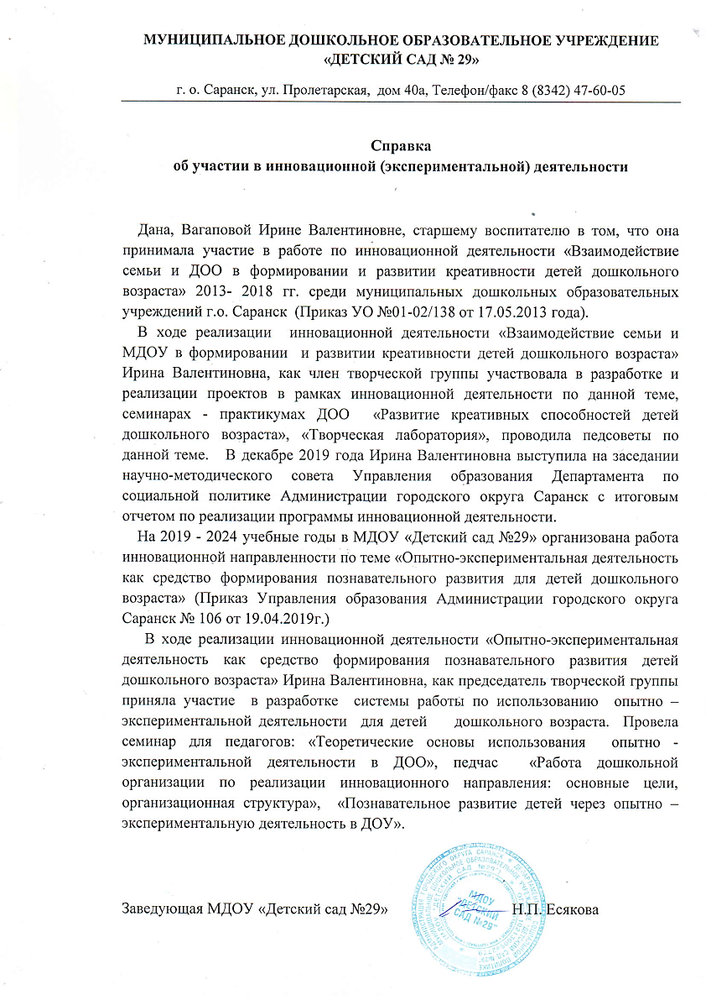 МУНИЦИПАЛЬНОЕ ДОШКОЛЬНОЕ ОБРАЗОВАТЕЛЬНОЕ УЧРЕЖДЕНИЕ
«ДЕТСКИЙ САД № 29»
г. о. Саранск, ул. Пролетарская, дом 40а, Телефон/факс 8 (8342) 47-60-05
Справка
об участии в инновационной (экспериментальной) деятельности
Дана, Вагаповой Ирине Валентиновне, старшему воспитателю в том, что она
принимала участие в работе по инновационной деятельности «Взаимодействие
семьи и ДОО в формировании и развитии креативности детей дошкольного
возраста» 2013- 2018 гг. среди муниципальных дошкольных образовательных
учреждений г.о. Саранск (Приказ УО №01-02/138 от 17.05.2013 года).
В ходе реализации инновационной деятельности «Взаимодействие семьи и
МДОУ в формировании и развитии креативности детей дошкольного возраста»
Ирина Валентиновна, как член творческой группы участвовала в разработке и
реализации проектов в рамках инновационной деятельности по данной теме,
семинарах - практикумах ДОО «Развитие креативных способностей детей
дошкольного возраста», «Творческая лаборатория», проводила педсоветы по
данной теме. В декабре 2019 года Ирина Валентиновна выступила на заседании
научно-методического совета Управления образования Департамента по
социальной политике Администрации городского округа Саранск с итоговым
отчетом по реализации программы инновационной деятельности.
На 2019 - 2024 учебные годы в МДОУ «Детский сад №29» организована работа
инновационной направленности по теме «Опытно-экспериментальная деятельность
как средство формирования познавательного развития для детей дошкольного
возраста» (Приказ Управления образования Администрации городского округа
Саранск № 106 от 19.04.2019г.)
В ходе реализации инновационной деятельности «Опытно-экспериментальная
деятельность как средство формирования познавательного развития детей
дошкольного возраста» Ирина Валентиновна, как председатель творческой группы
приняла участие в разработке системы работы по использованию опытно –
экспериментальной деятельности для детей дошкольного возраста. Провела
семинар для педагогов: «Теоретические основы использования опытно -
экспериментальной деятельности в ДОО», педчас «Работа дошкольной
организации по реализации инновационного направления: основные цели,
организационная структура», «Познавательное развитие детей через опытно –
экспериментальную деятельность в ДОУ».
Заведующая МДОУ «Детский сад №29» Н.П. Есякова
МДОУ
"ДЕТСКИЙ
САД №29"